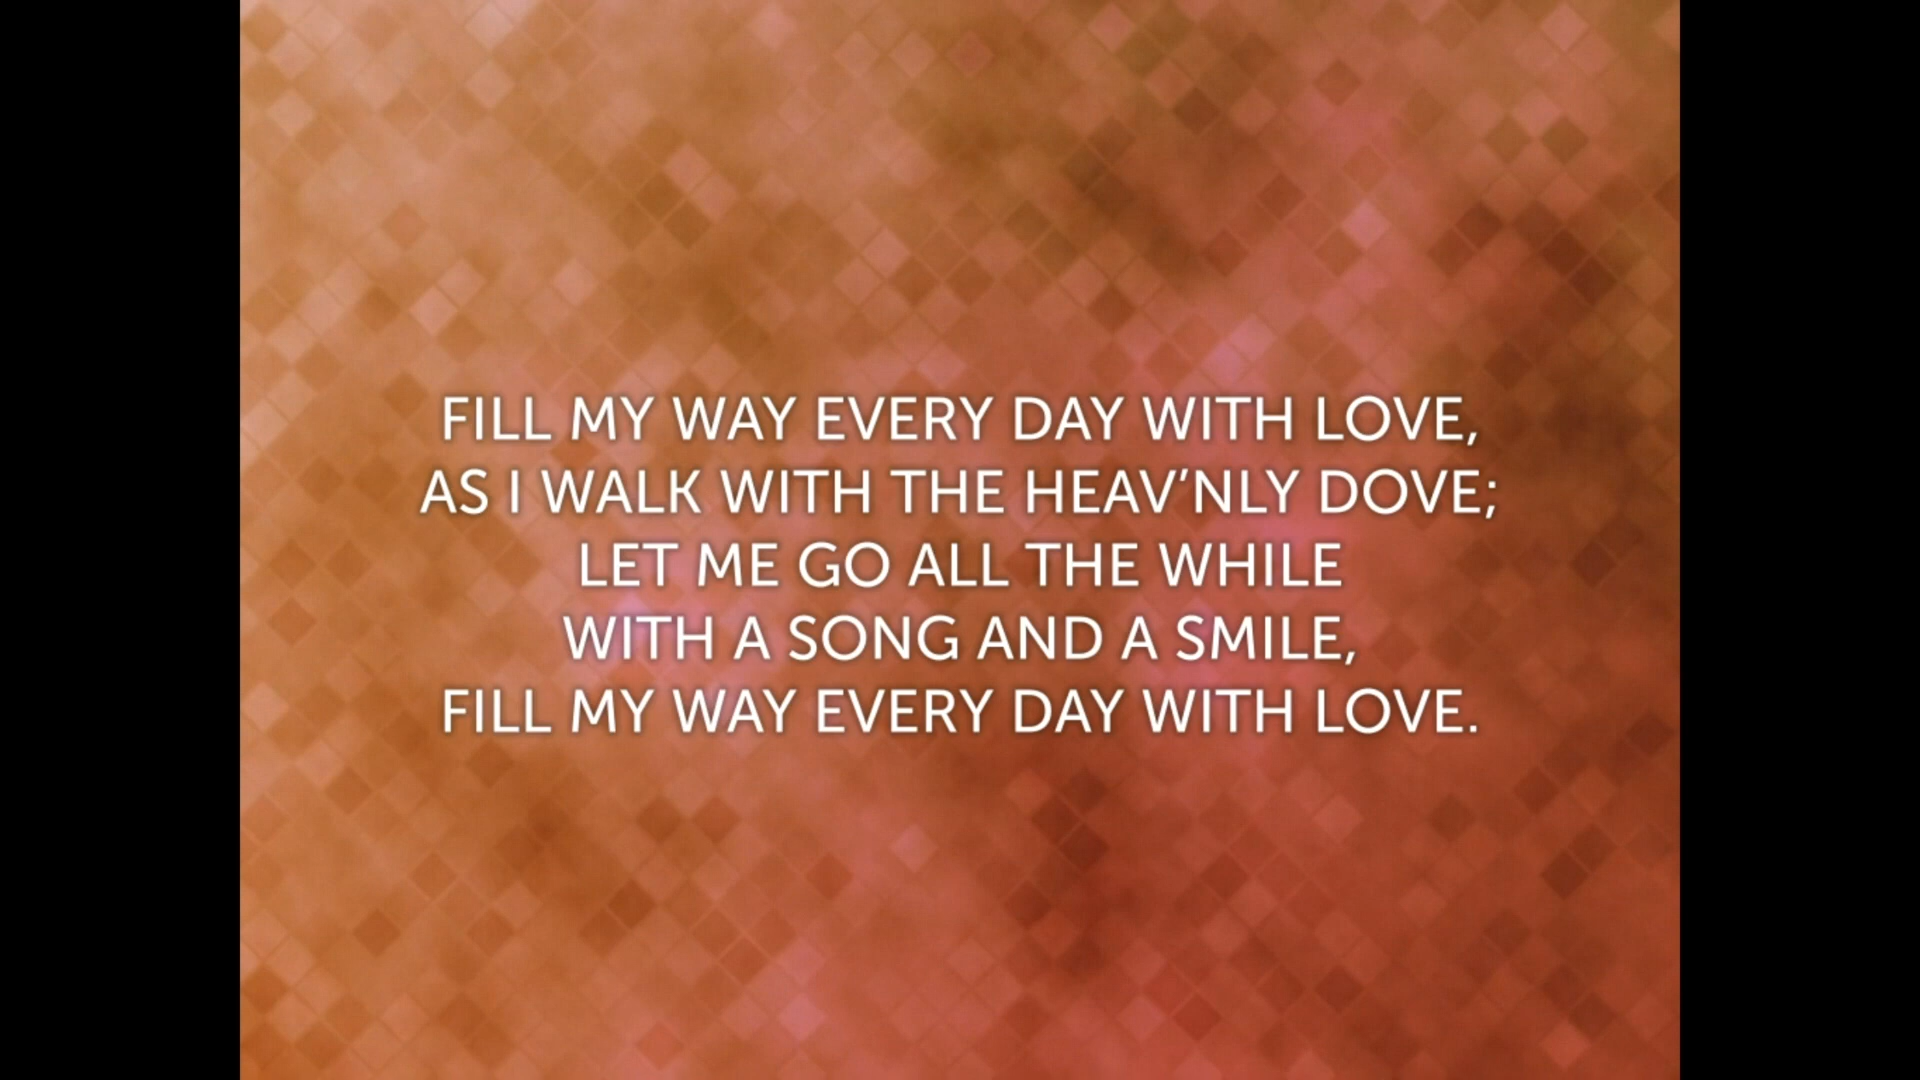 FILL MY WAY EVERY DAY WITH LOVE,
AS I WALK WITH THE HEAV’NLY DOVE;
LET ME GO ALL THE WHILE
WITH A SONG AND A SMILE,
FILL MY WAY EVERY DAY WITH LOVE.